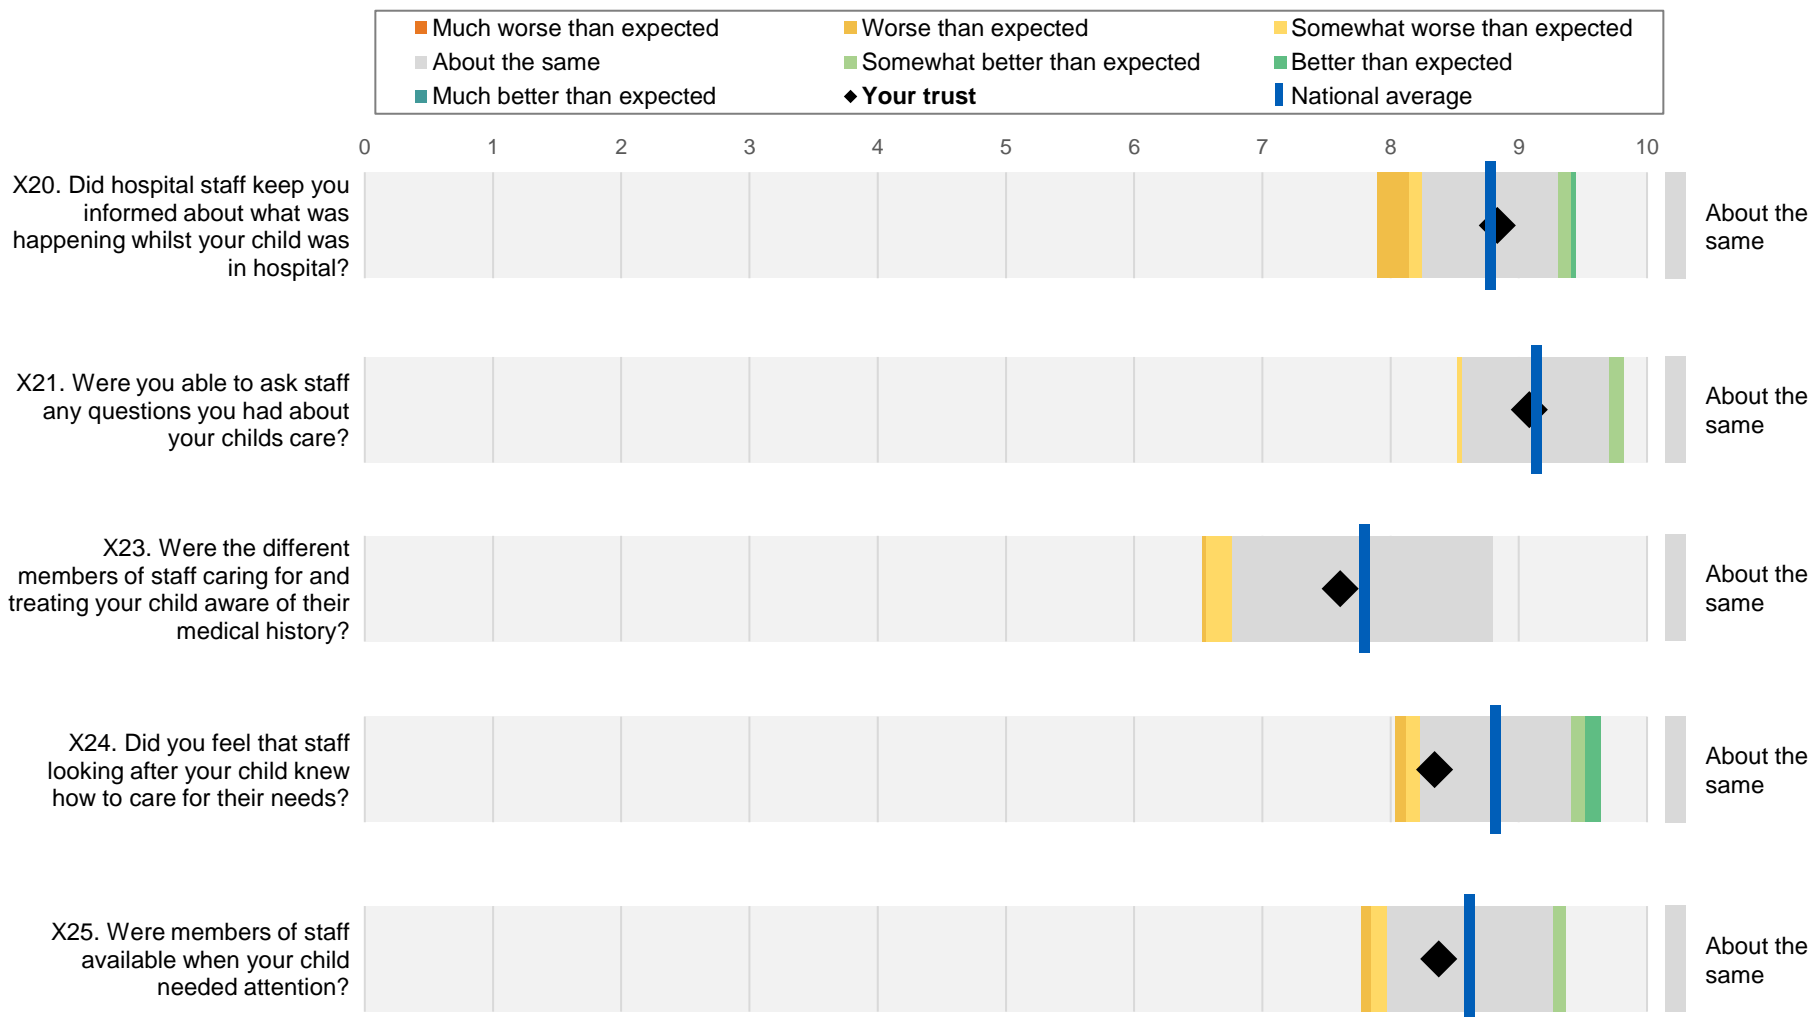 Much worse than expected
Worse than expected
Somewhat worse than expected
About the same
Somewhat better than expected
Better than expected
Much better than expected
Your trust
National average
0 1 2 3 4 5 6 7 8 9 10
X20. Did hospital staff keep you
informed about what was
happening whilst your child was
in hospital?
About the
same
X21. Were you able to ask staff
any questions you had about
your childs care?
About the
same
X23. Were the different
members of staff caring for and
treating your child aware of their
medical history?
About the
same
X24. Did you feel that staff
looking after your child knew
how to care for their needs?
About the
same
X25. Were members of staff
available when your child
needed attention?
About the
same